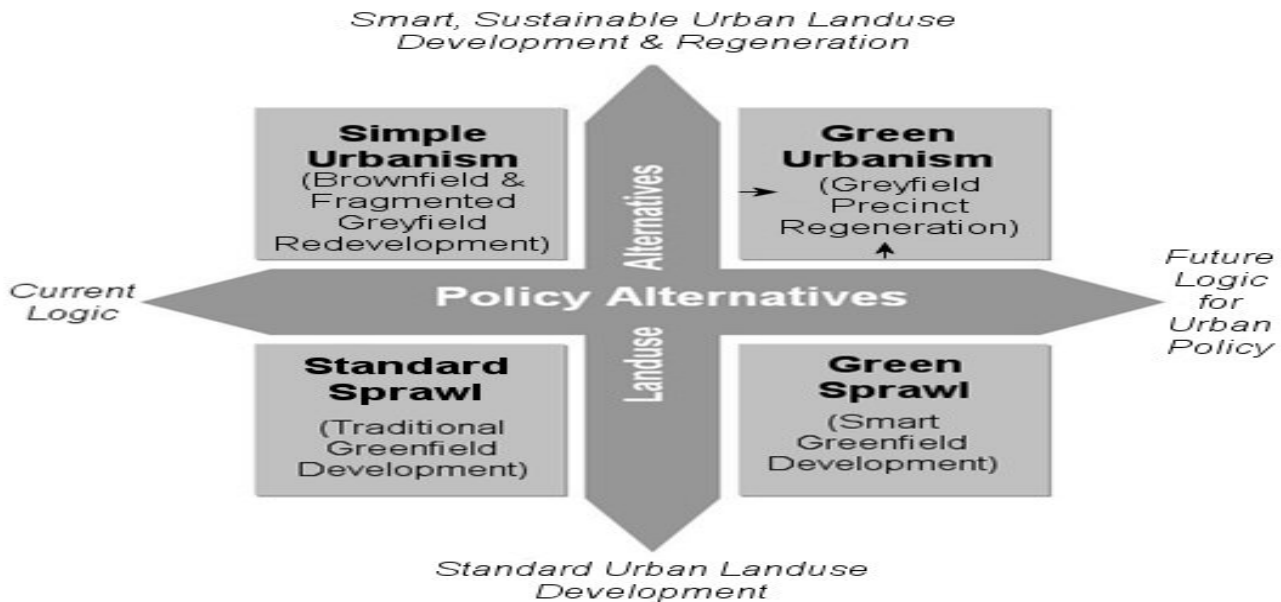 Smart, Sustainable Urban Landuse
Development & Regeneration
Simple
Urbanism
(Brownfield &
Fragmented
Greyfield
Redevelopment)
Green
Urbanism
(Greyfield
Precinct
Regeneration)
Current
Logic
Policy Alternatives
Landuse Alternatives
Future
Logic
for
Urban
Policy
Standard
Sprawl
(Traditional
Greenfield
Development)
Green
Sprawl
(Smart
Greenfield
Development)
Standard Urban Landuse
Development